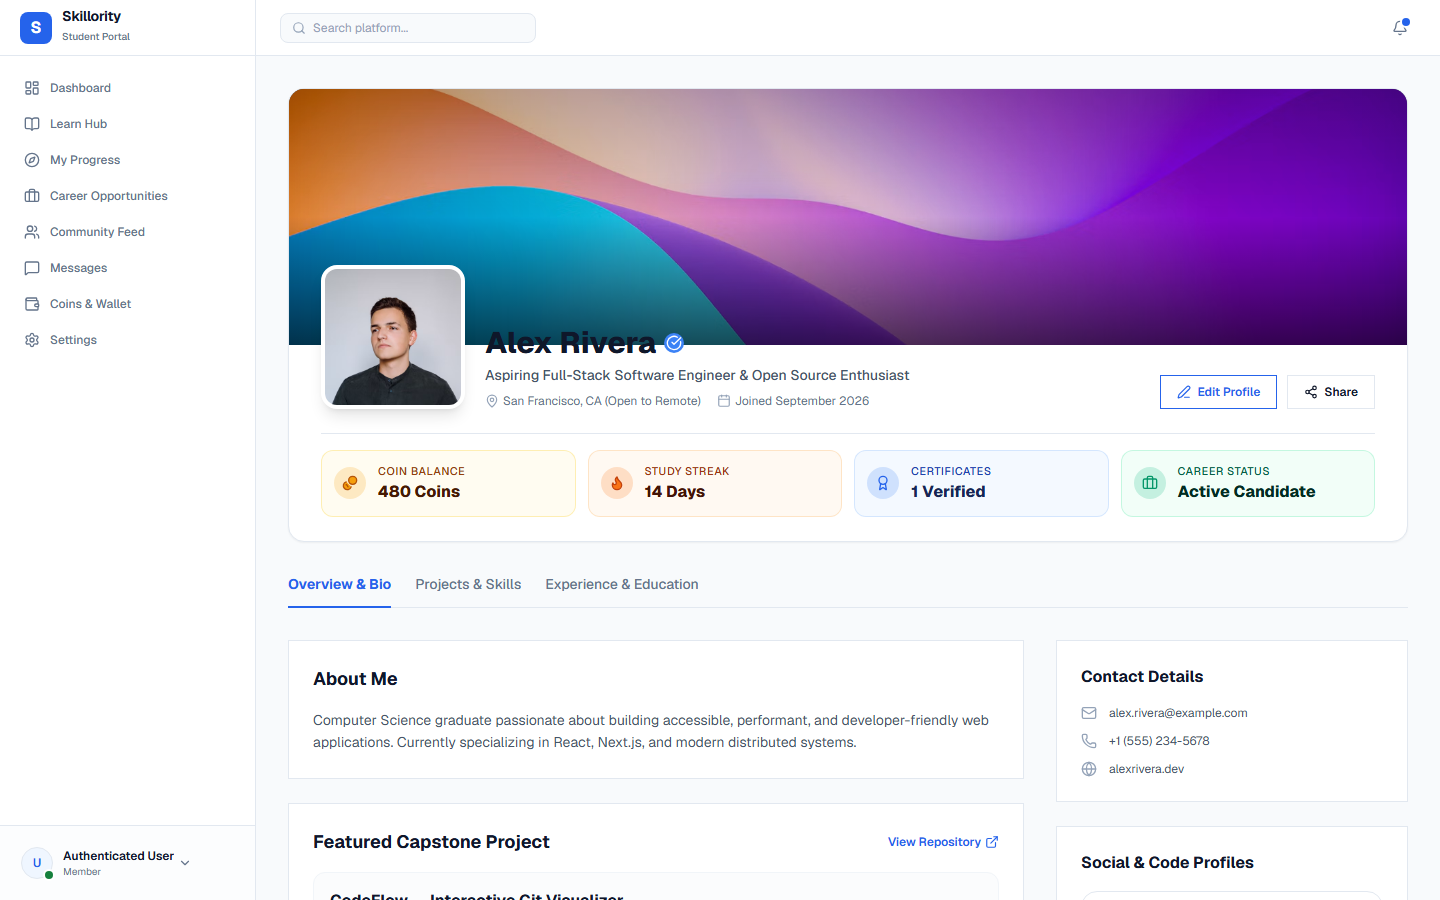 S
Skillority
Student Portal
Search platform...
Dashboard
Learn Hub
My Progress
Career Opportunities
Community Feed
Messages
Coins & Wallet
Settings
U
Authenticated User
Member
Alex Rivera
Aspiring Full-Stack Software Engineer & Open Source Enthusiast
San Francisco, CA (Open to Remote)
Joined September 2026
Edit Profile
Share
COIN BALANCE
480 Coins
STUDY STREAK
14 Days
CERTIFICATES
1 Verified
CAREER STATUS
Active Candidate
Overview & Bio
Projects & Skills
Experience & Education
About Me
Computer Science graduate passionate about building accessible, performant, and developer-friendly web
applications. Currently specializing in React, Next.js, and modern distributed systems.
Featured Capstone Project
View Repository
CodeFlow — Interactive Git Visualizer
Contact Details
alex.rivera@example.com
+1 (555) 234-5678
alexrivera.dev
Social & Code Profiles